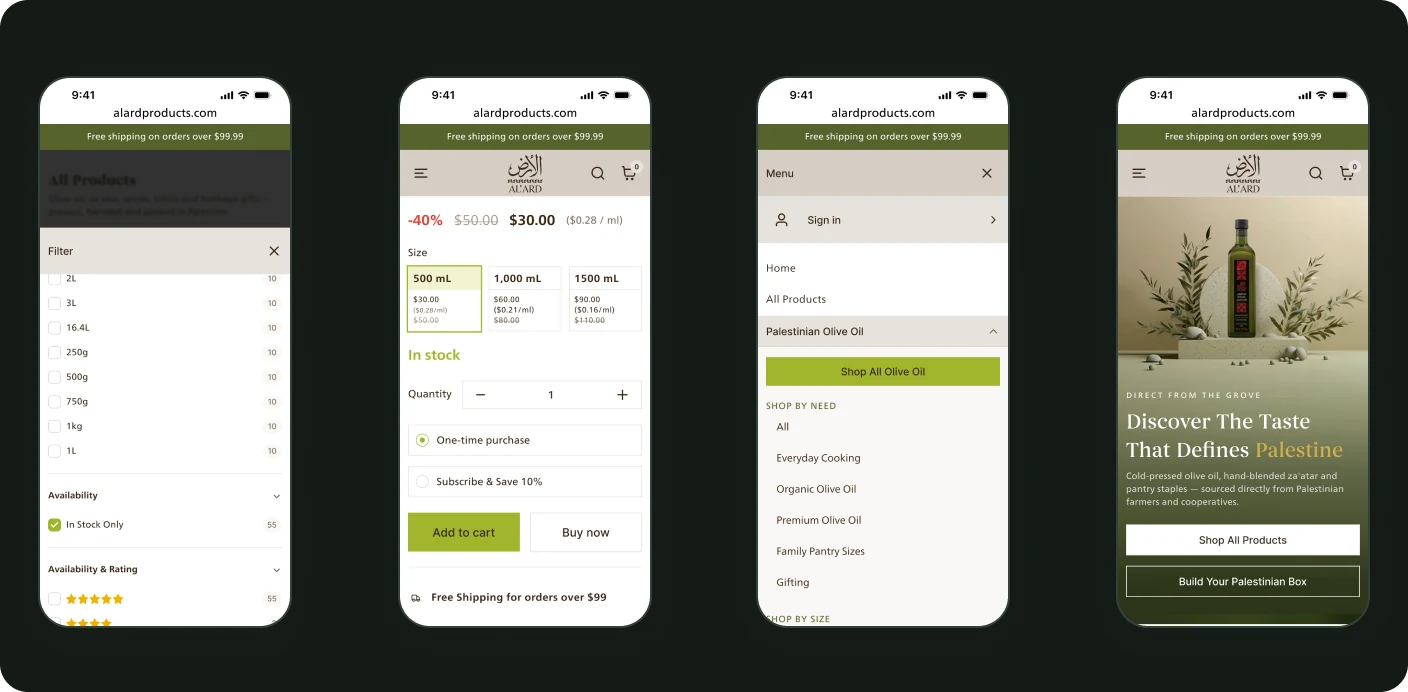 9:41
alardproducts.com
Free shipping on orders over $99.99
All Products
Filter
2L 10
3L 10
16.4L 10
250g 10
500g 10
750g 10
1kg 10
1L 10
Availability
In Stock Only 55
Availability & Rating
55
9:41
alardproducts.com
Free shipping on orders over $99.99
الأرض
AL'ARD
0
-40% $50.00 $30.00 ($0.28 / ml)
Size
500 mL
$30.00
($0.28/ml)
$50.00
1,000 mL
$60.00
($0.21/ml)
$80.00
1500 mL
$90.00
($0.16/ml)
$110.00
In stock
Quantity 1
One-time purchase
Subscribe & Save 10%
Add to cart
Buy now
Free Shipping for orders over $99
9:41
alardproducts.com
Free shipping on orders over $99.99
Menu
Sign in
Home
All Products
Palestinian Olive Oil
Shop All Olive Oil
SHOP BY NEED
All
Everyday Cooking
Organic Olive Oil
Premium Olive Oil
Family Pantry Sizes
Gifting
SHOP BY SIZE
9:41
alardproducts.com
Free shipping on orders over $99.99
الأرض
AL'ARD
0
DIRECT FROM THE GROVE
Discover The Taste
That Defines Palestine
Cold-pressed olive oil, hand-blended za'atar and
pantry staples — sourced directly from Palestinian
farmers and cooperatives.
Shop All Products
Build Your Palestinian Box